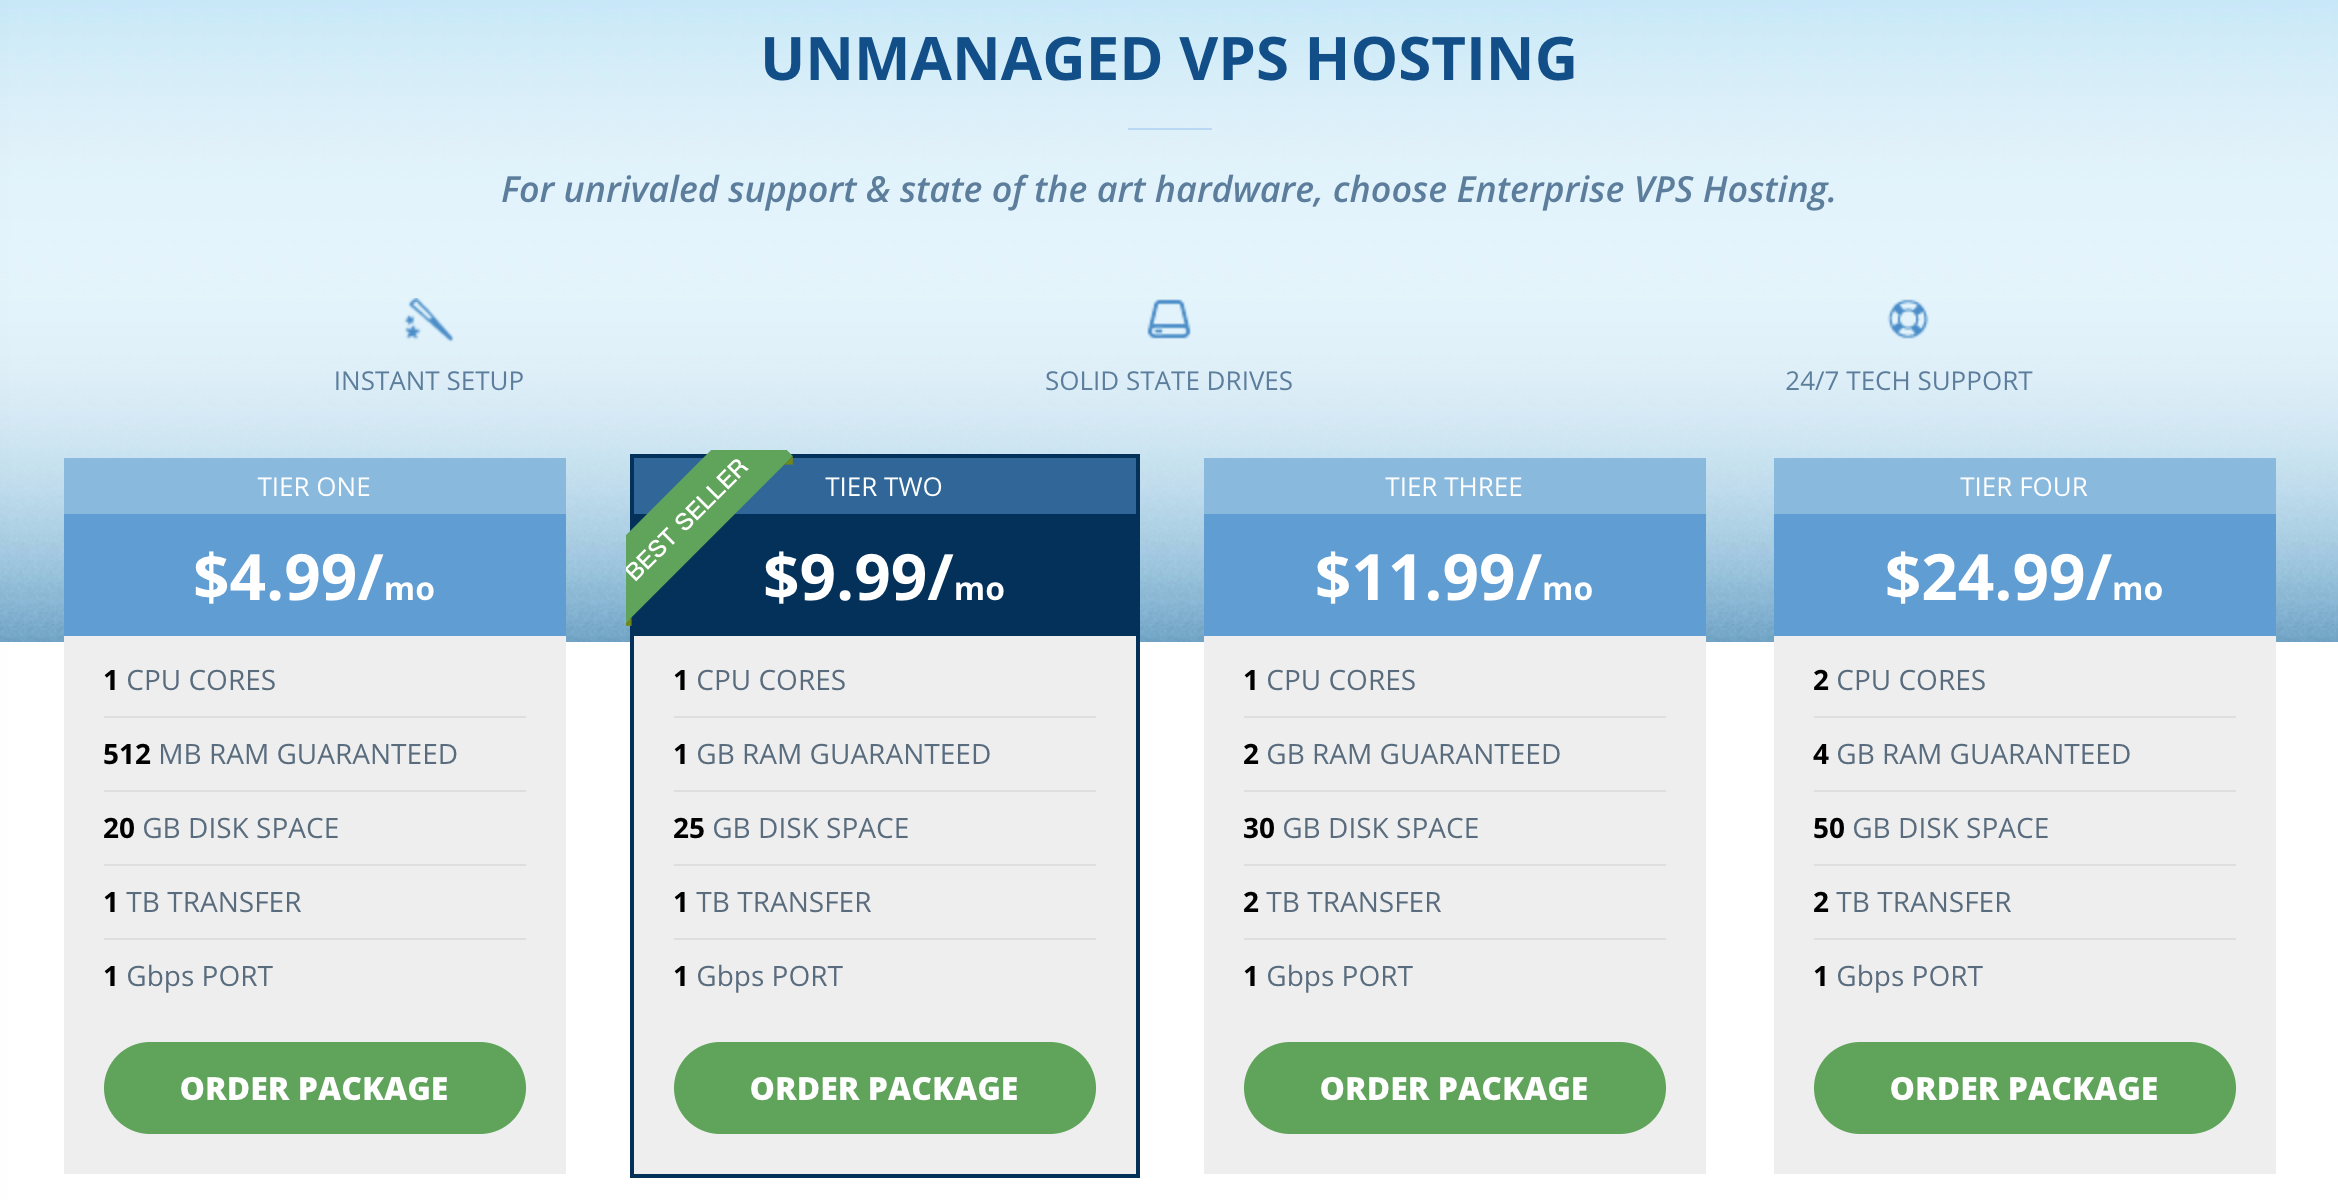 UNMANAGED VPS HOSTING
For unrivaled support & state of the art hardware, choose Enterprise VPS Hosting.
INSTANT SETUP
SOLID STATE DRIVES
24/7 TECH SUPPORT
TIER ONE
$4.99/mo
1 CPU CORES
512 MB RAM GUARANTEED
20 GB DISK SPACE
1 TB TRANSFER
1 Gbps PORT
ORDER PACKAGE
BEST SELLER
TIER TWO
$9.99/mo
1 CPU CORES
1 GB RAM GUARANTEED
25 GB DISK SPACE
1 TB TRANSFER
1 Gbps PORT
ORDER PACKAGE
TIER THREE
$11.99/mo
1 CPU CORES
2 GB RAM GUARANTEED
30 GB DISK SPACE
2 TB TRANSFER
1 Gbps PORT
ORDER PACKAGE
TIER FOUR
$24.99/mo
2 CPU CORES
4 GB RAM GUARANTEED
50 GB DISK SPACE
2 TB TRANSFER
1 Gbps PORT
ORDER PACKAGE